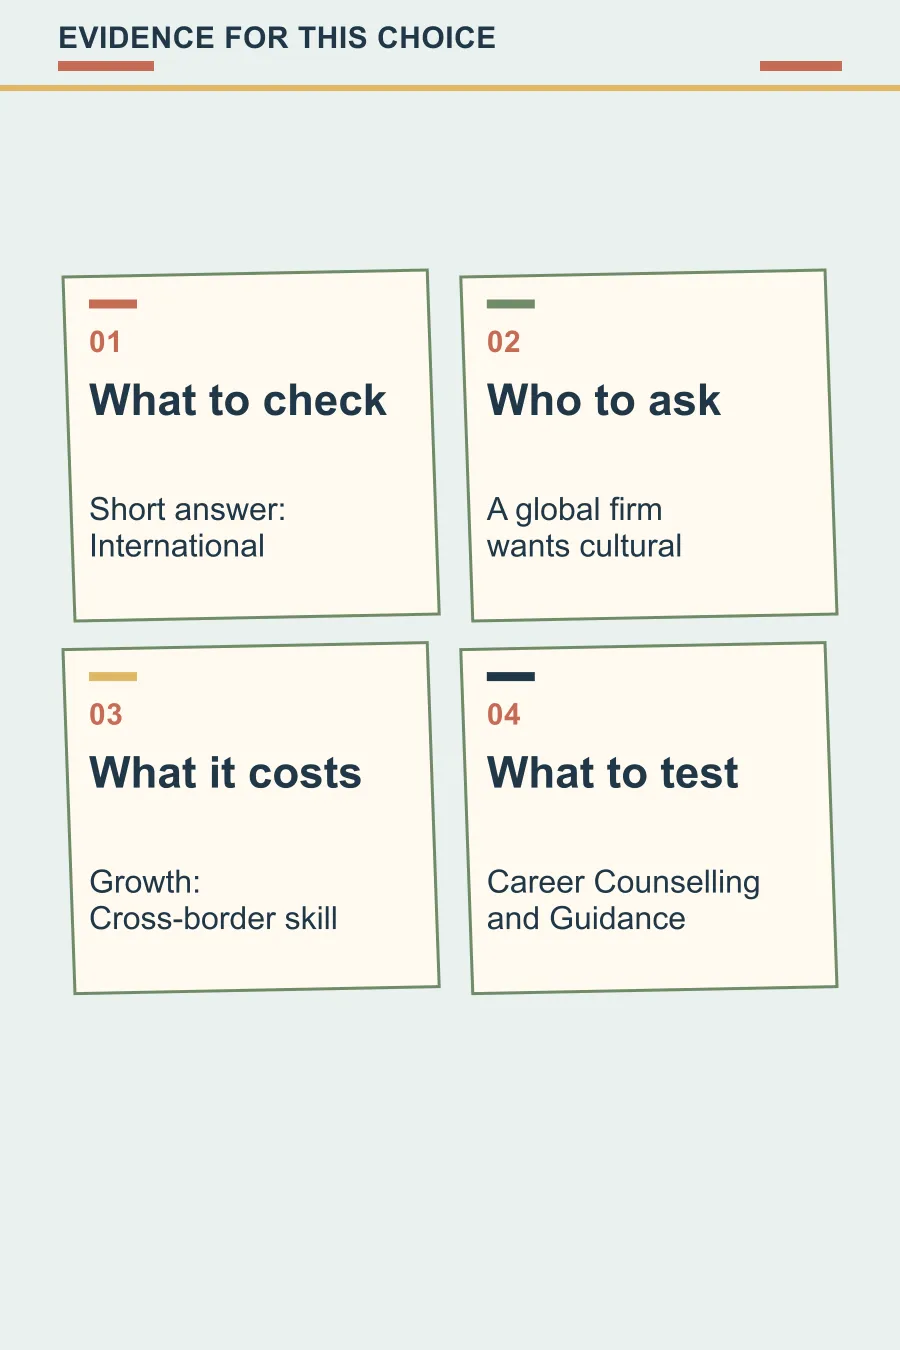 EVIDENCE FOR THIS CHOICE
01
What to check
Short answer:
International
02
Who to ask
A global firm
wants cultural
03
What it costs
Growth:
Cross-border skill
04
What to test
Career Counselling
and Guidance